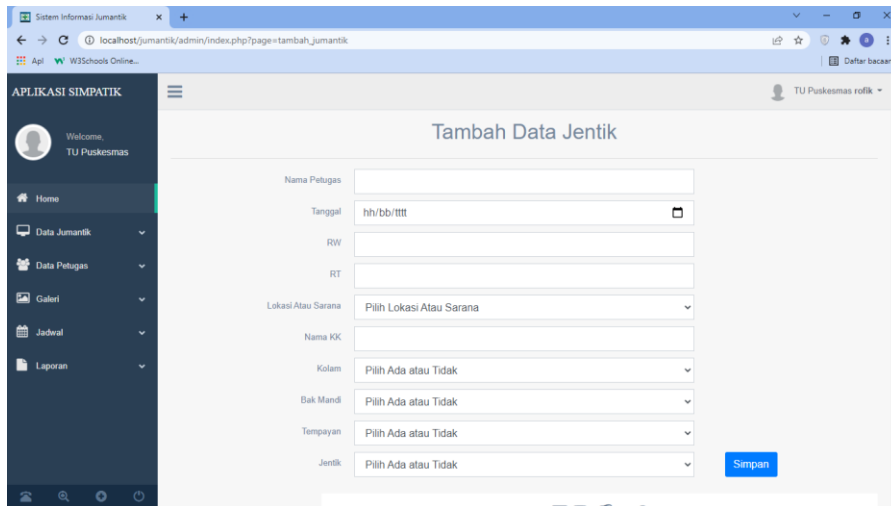 Sistem Informasi Jumantik
localhost/jumantik/admin/index.php?page=tambah_jumantik
Apl W3Schools Online...
Daftar bacaan
APLIKASI SIMPATIK
TU Puskesmas rofik
Welcome,
TU Puskesmas
Home
Data Jumantik
Data Petugas
Galeri
Jadwal
Laporan
Tambah Data Jentik
Nama Petugas
Tanggal hh/bb/tttt
RW
RT
Lokasi Atau Sarana Pilih Lokasi Atau Sarana
Nama KK
Kolam Pilih Ada atau Tidak
Bak Mandi Pilih Ada atau Tidak
Tempayan Pilih Ada atau Tidak
Jentik Pilih Ada atau Tidak Simpan